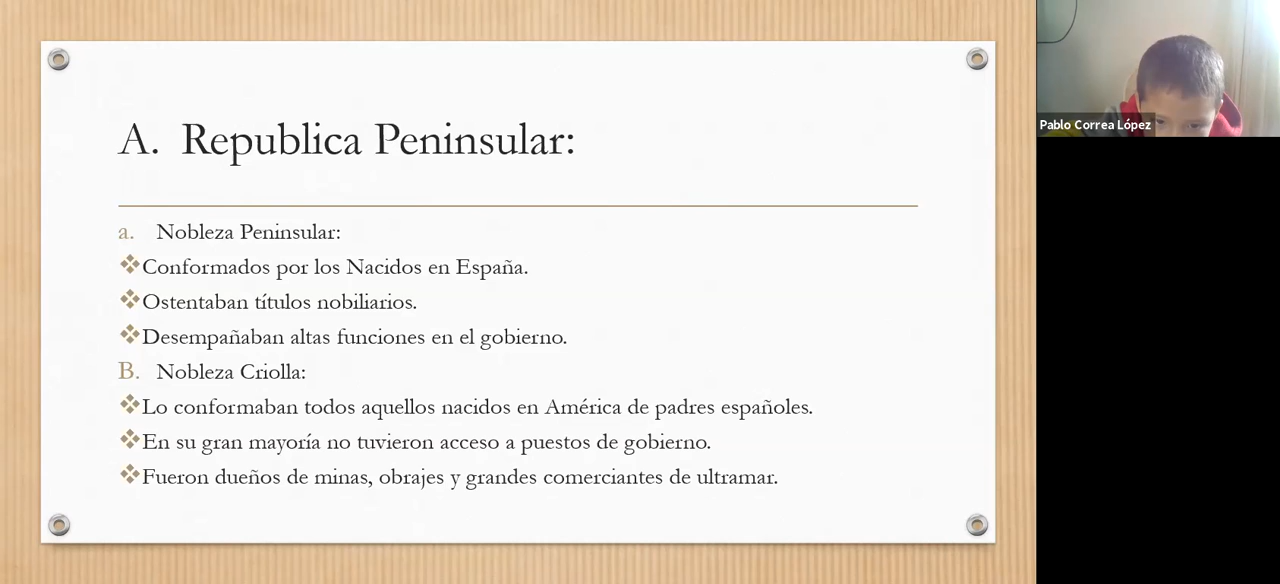 A. Republica Peninsular:
a. Nobleza Peninsular:
Conformados por los Nacidos en España.
Ostentaban títulos nobiliarios.
Desempañaban altas funciones en el gobierno.
B. Nobleza Criolla:
Lo conformaban todos aquellos nacidos en América de padres españoles.
En su gran mayoría no tuvieron acceso a puestos de gobierno.
Fueron dueños de minas, obrajes y grandes comerciantes de ultramar.
Pablo Correa López